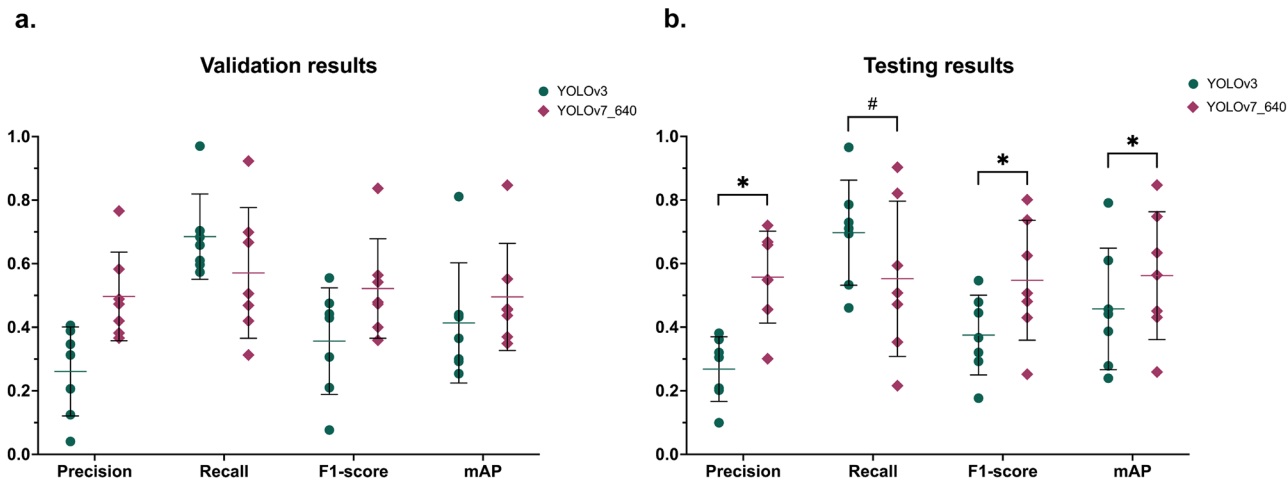 a.
Validation results
YOLOv3
YOLOv7_640
1.0
0.8
0.6
0.4
0.2
0.0
Precision Recall F1-score mAP
b.
Testing results
YOLOv3
YOLOv7_640
#
*
*
*
1.0
0.8
0.6
0.4
0.2
0.0
Precision Recall F1-score mAP